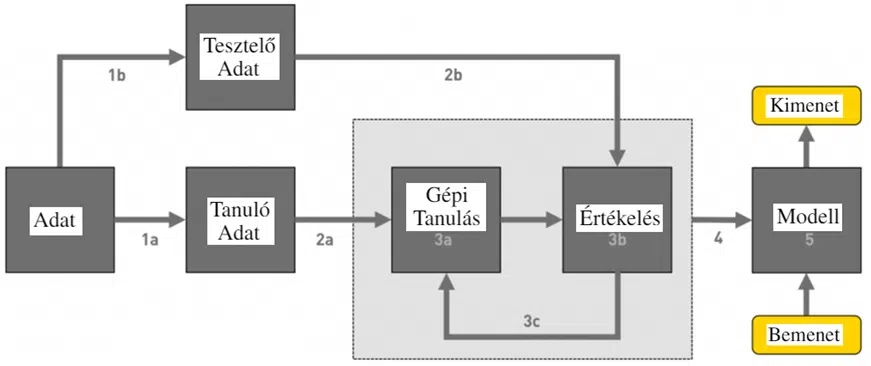 Tesztelő
Adat
1b
2b
Kimenet
Adat
1a
Tanuló
Adat
2a
Gépi
Tanulás
3a
Értékelés
3b
4
Modell
5
3c
Bemenet